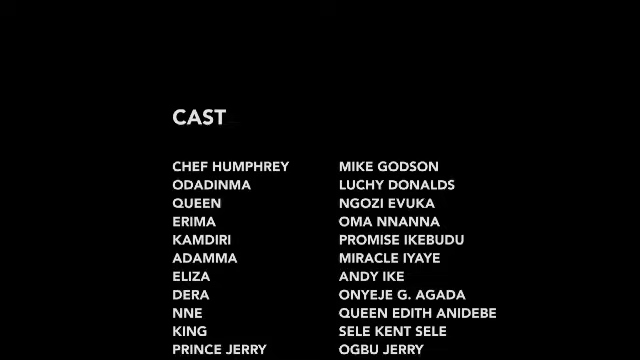 CAST
CHEF HUMPHREY MIKE GODSON
ODADINMA LUCHY DONALDS
QUEEN NGOZI EVUKA
ERIMA OMA NNANNA
KAMDIRI PROMISE IKEBUDU
ADAMMA MIRACLE IYAYE
ELIZA ANDY IKE
DERA ONYEJE G. AGADA
NNE QUEEN EDITH ANIDEBE
KING SELE KENT SELE
PRINCE JERRY OGBU JERRY